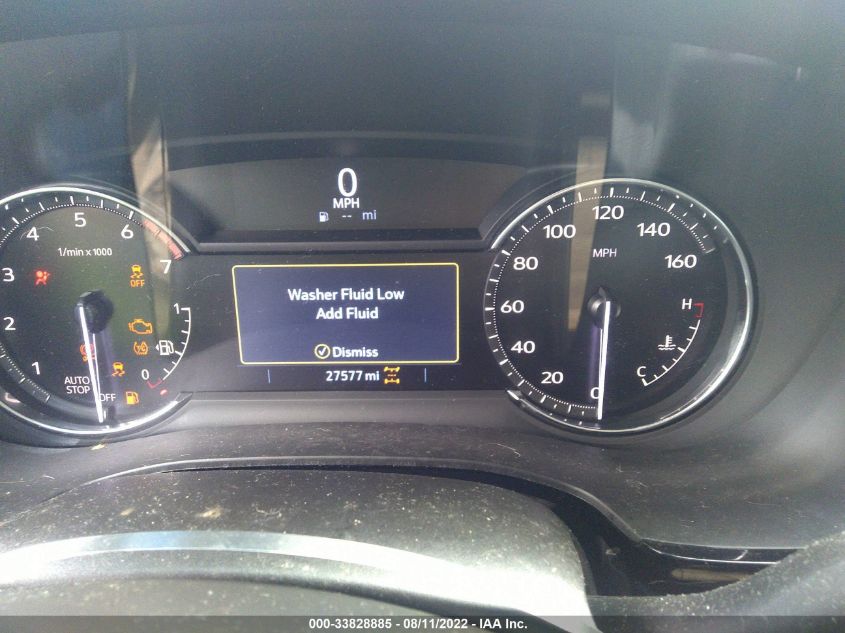 0
MPH
-- mi
1/min x 1000
1
2
3
4
5
6
7
OFF
1
0
AUTO
STOP
OFF
Washer Fluid Low
Add Fluid
Dismiss
27577 mi
MPH
0
20
40
60
80
100
120
140
160
H
C
000-33828885 - 08/11/2022 - IAA Inc.